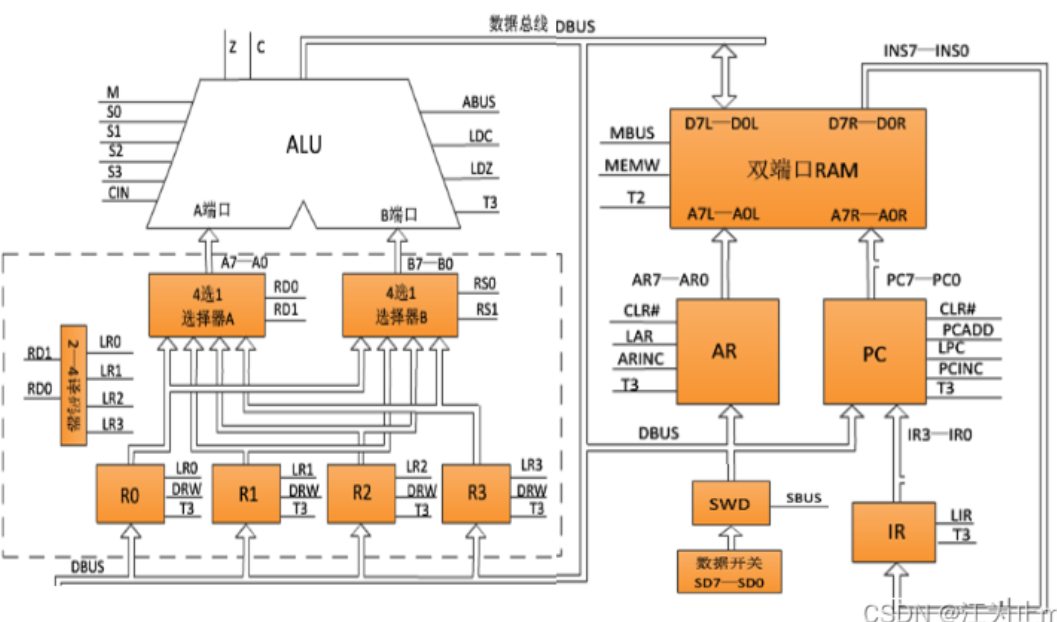 数据总线 DBUS
Z
C
INS7—INS0
M
S0
S1
S2
S3
CIN
ALU
ABUS
LDC
LDZ
T3
A端口
B端口
MBUS
MEMW
T2
D7L—D0L
D7R—D0R
双端口RAM
A7L—A0L
A7R—A0R
A7—A0
B7—B0
4选1
选择器A
RD0
RD1
4选1
选择器B
RS0
RS1
AR7—AR0
PC7—PC0
CLR#
LAR
ARINC
T3
AR
PC
CLR#
PCADD
LPC
PCINC
T3
RD1
RD0
2—4译码器
LR0
LR1
LR2
LR3
DBUS
IR3—IR0
R0
LR0
DRW
T3
R1
LR1
DRW
T3
R2
LR2
DRW
T3
R3
LR3
DRW
T3
SWD
SBUS
IR
LIR
T3
数据开关
SD7—SD0
DBUS
CSDN